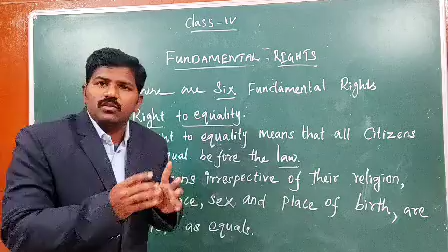 Class-IV
FUNDAMENTAL RIGHTS
are Six Fundamental Rights
Right to equality.
to equality means that all Citizens
before the law.
irrespective of their religion,
sex and place of birth, are
as equals.